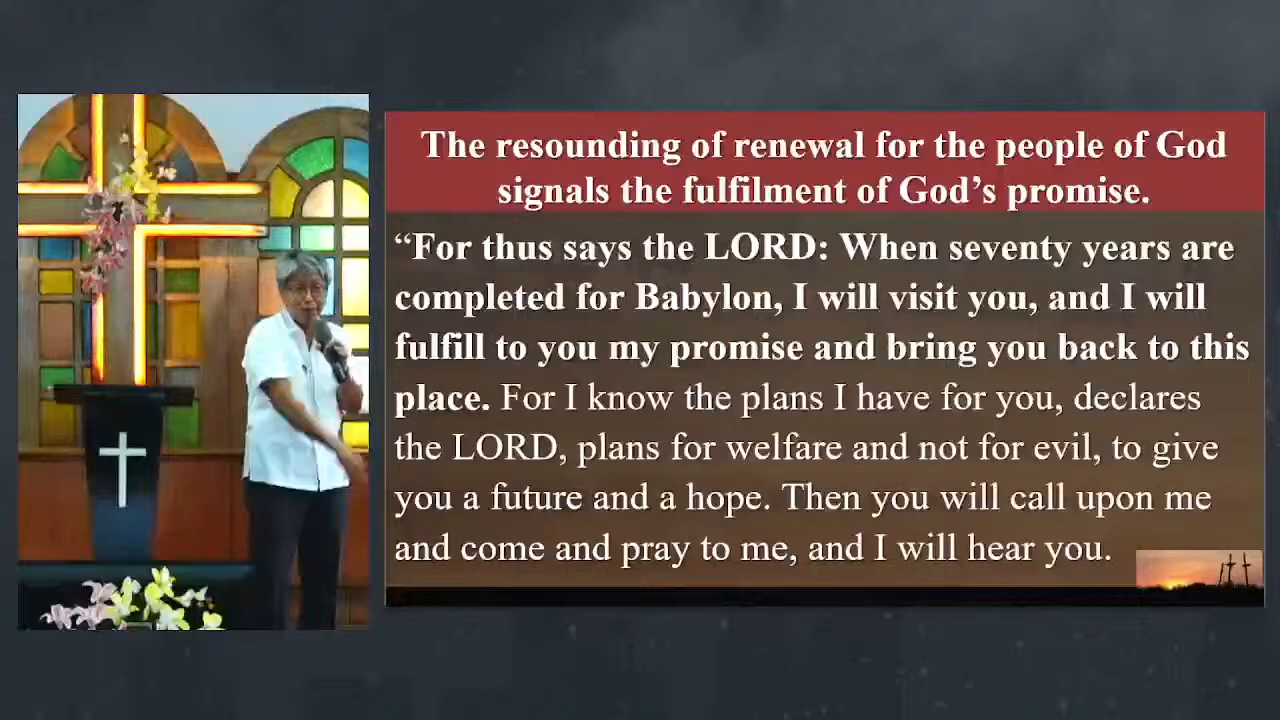 The resounding of renewal for the people of God
signals the fulfilment of God’s promise.
“For thus says the LORD: When seventy years are
completed for Babylon, I will visit you, and I will
fulfill to you my promise and bring you back to this
place. For I know the plans I have for you, declares
the LORD, plans for welfare and not for evil, to give
you a future and a hope. Then you will call upon me
and come and pray to me, and I will hear you.